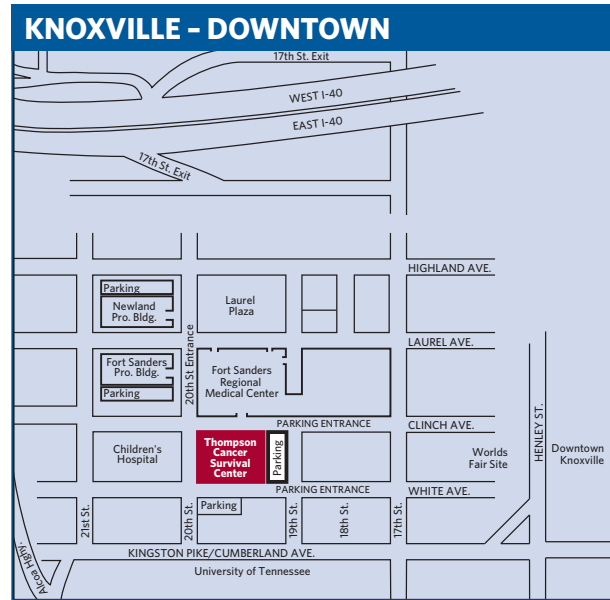 KNOXVILLE – DOWNTOWN
17th St. Exit
WEST I-40
EAST I-40
17th St. Exit
HIGHLAND AVE.
Parking
Newland
Pro. Bldg.
Laurel
Plaza
20th St Entrance
LAUREL AVE.
Fort Sanders
Pro. Bldg.
Parking
Fort Sanders
Regional
Medical Center
PARKING ENTRANCE
CLINCH AVE.
HENLEY ST.
Children's
Hospital
Thompson
Cancer
Survival
Center
Parking
Worlds
Fair Site
Downtown
Knoxville
PARKING ENTRANCE
WHITE AVE.
21st St.
20th St.
Parking
19th St.
18th St.
17th St.
KINGSTON PIKE/CUMBERLAND AVE.
Alcoa Hghy.
University of Tennessee